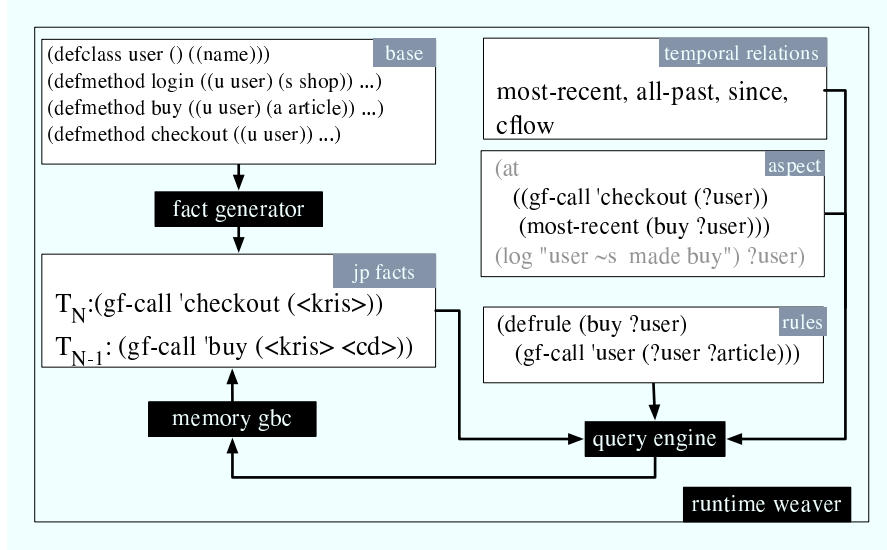 base
(defclass user () ((name)))
(defmethod login ((u user) (s shop)) ...)
(defmethod buy ((u user) (a article)) ...)
(defmethod checkout ((u user)) ...)
fact generator
jp facts
T_N:(gf-call 'checkout (<kris>))
T_N-1: (gf-call 'buy (<kris> <cd>))
memory gbc
temporal relations
most-recent, all-past, since,
cflow
aspect
(at
((gf-call 'checkout (?user))
(most-recent (buy ?user)))
(log "user ~s made buy") ?user)
rules
(defrule (buy ?user)
(gf-call 'user (?user ?article)))
query engine
runtime weaver